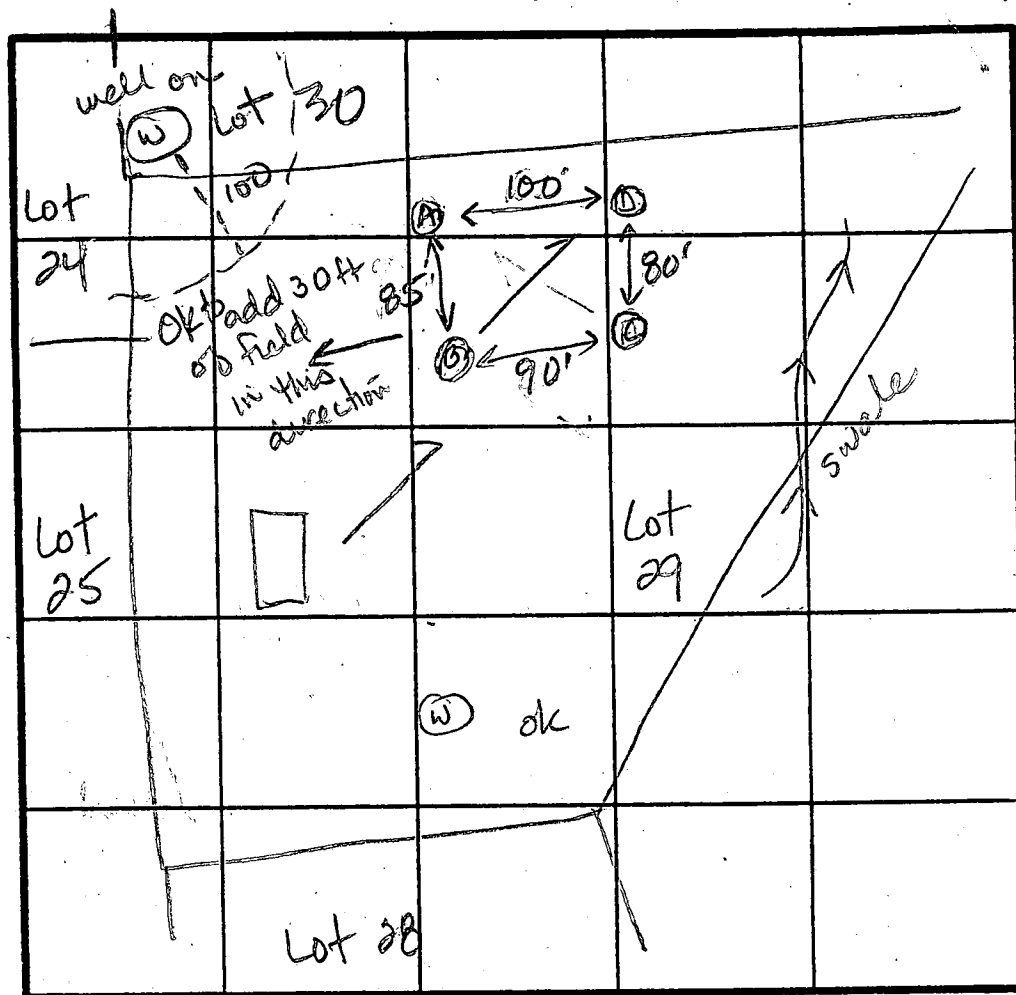 well on
W Lot 30
100
Lot
24
A 100' D
85' 80'
OK to add 30 ft
of field
in this
direction
B 90' C
swale
Lot
25
Lot
29
W ok
Lot 28